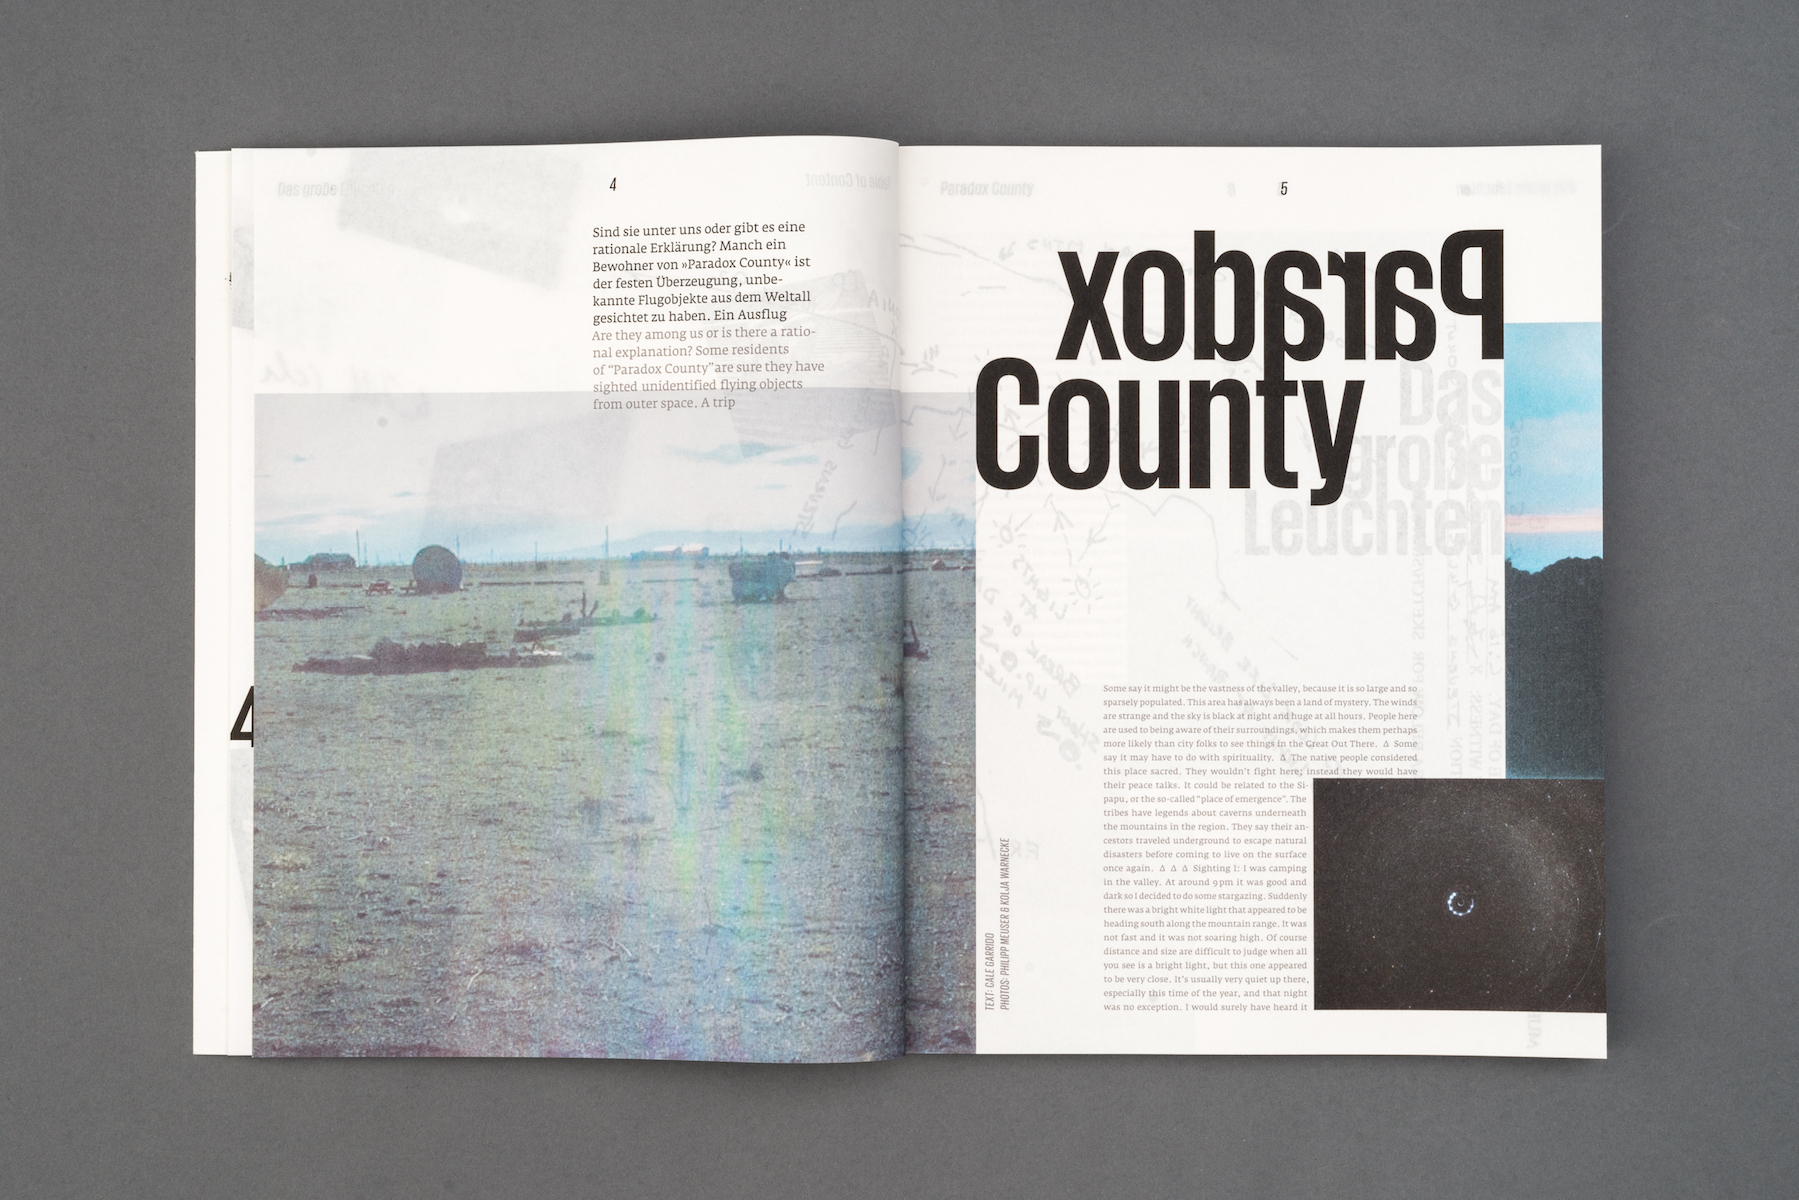 Das große
4
Sind sie unter uns oder gibt es eine
rationale Erklärung? Manch ein
Bewohner von »Paradox County« ist
der festen Überzeugung, unbe-
kannte Flugobjekte aus dem Weltall
gesichtet zu haben. Ein Ausflug
Are they among us or is there a ratio-
nal explanation? Some residents
of “Paradox County”are sure they have
sighted unidentified flying objects
from outer space. A trip
4
Paradox County
5
Paradox
County
Das
große
Leuchten
Some say it might be the vastness of the valley, because it is so large and so
sparsely populated. This area has always been a land of mystery. The winds
are strange and the sky is black at night and huge at all hours. People here
are used to being aware of their surroundings, which makes them perhaps
more likely than city folks to see things in the Great Out There. Δ Some
say it may have to do with spirituality. Δ The native people considered
this place sacred. They wouldn’t fight here; instead they would have
their peace talks. It could be related to the Si-
papu, or the so-called “place of emergence”. The
tribes have legends about caverns underneath
the mountains in the region. They say their an-
cestors traveled underground to escape natural
disasters before coming to live on the surface
once again. Δ Δ Δ Sighting 1: I was camping
in the valley. At around 9 pm it was good and
dark so I decided to do some stargazing. Suddenly
there was a bright white light that appeared to be
heading south along the mountain range. It was
not fast and it was not soaring high. Of course
distance and size are difficult to judge when all
you see is a bright light, but this one appeared
to be very close. It’s usually very quiet up there,
especially this time of the year, and that night
was no exception. I would surely have heard it
TEXT: CALE GARRIDO
PHOTOS: PHILIPP MEUSER & KOLJA WARNECKE